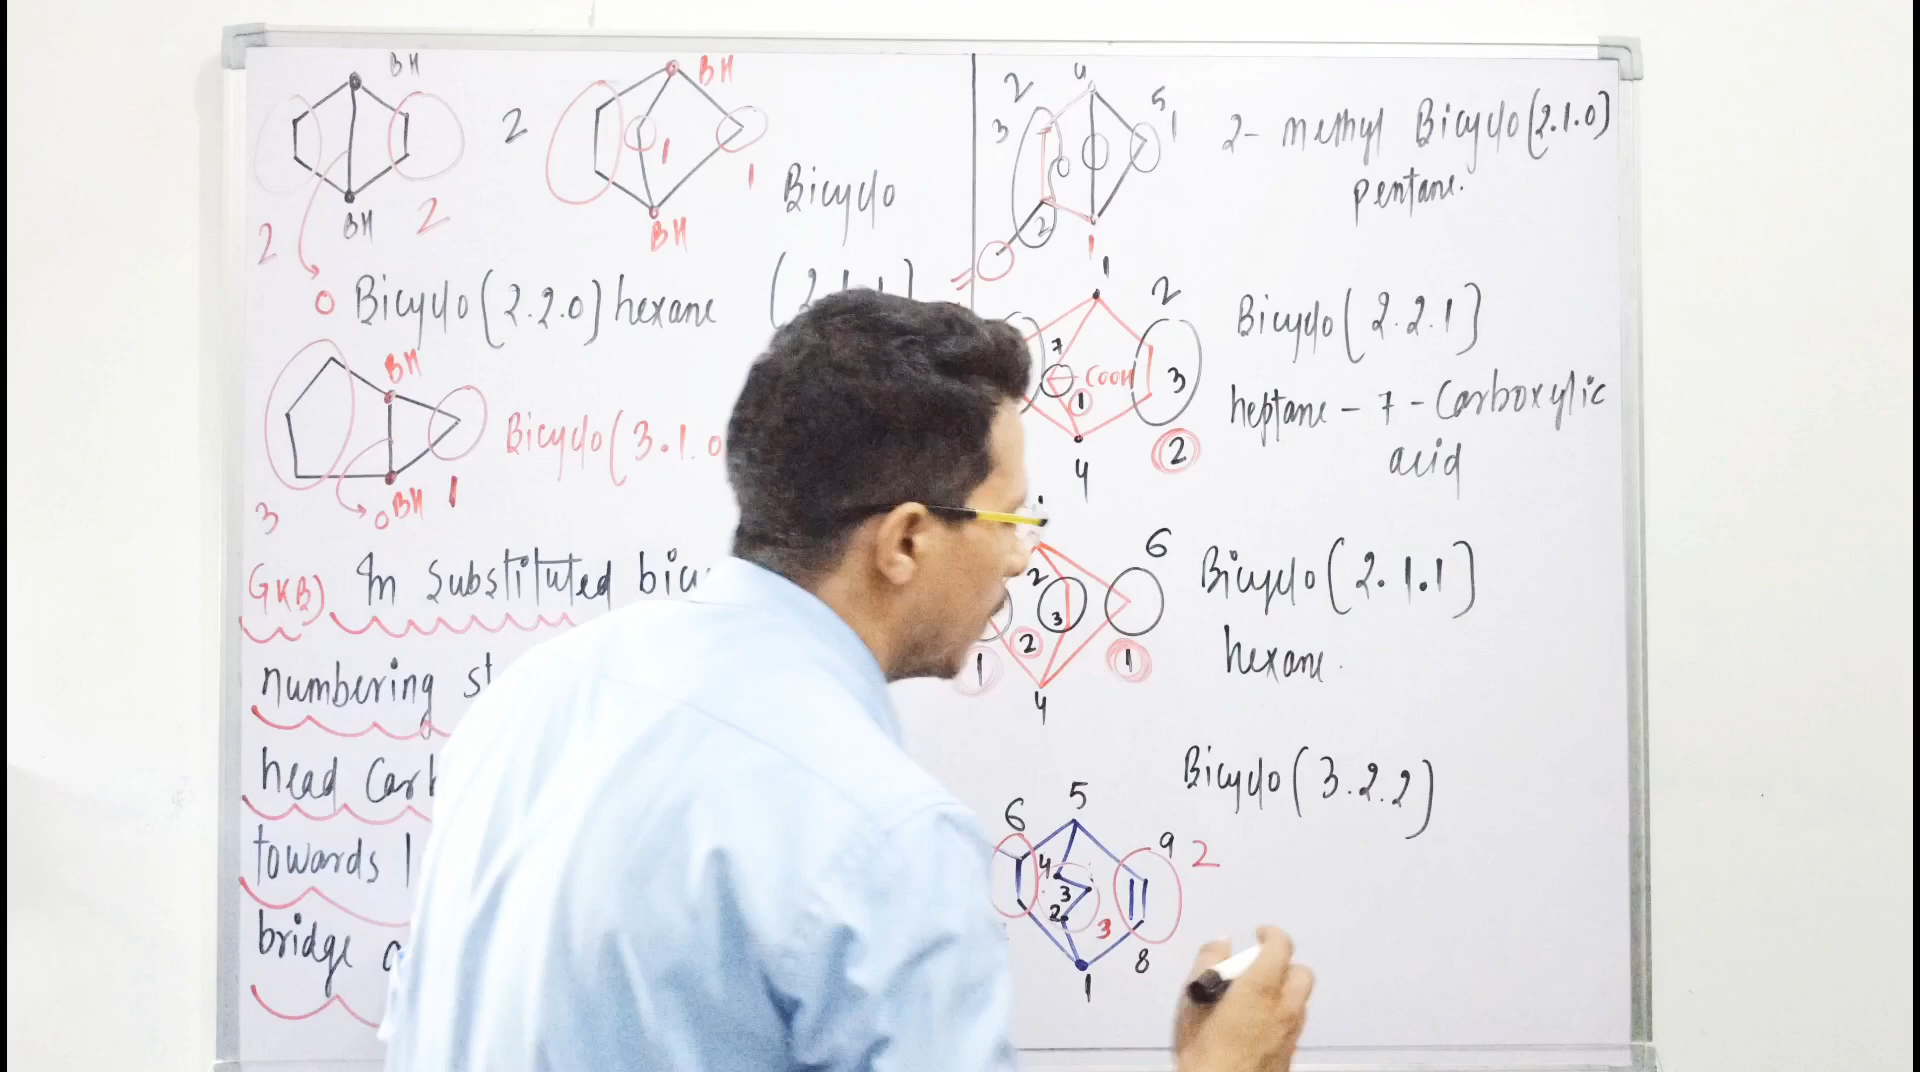 BH
BH
2
2
0
2
BH
BH
1
1
Bicyclo
Bicyclo (2.2.0) hexane
BH
BH
3
0
1
Bicyclo (3.1.0
GKB) In Substituted
numbering
head
towards
bridge
2
3
4
5
1
0
2
1
2- methyl Bicyclo (2.1.0)
pentane.
1
2
7
COOH
1
3
4
2
Bicyclo (2.2.1)
heptane - 7 - Carboxylic
acid
2
3
2
1
1
4
6
Bicyclo (2.1.1)
hexane.
Bicyclo (3.2.2)
5
6
4
3
2
3
9
2
8
1